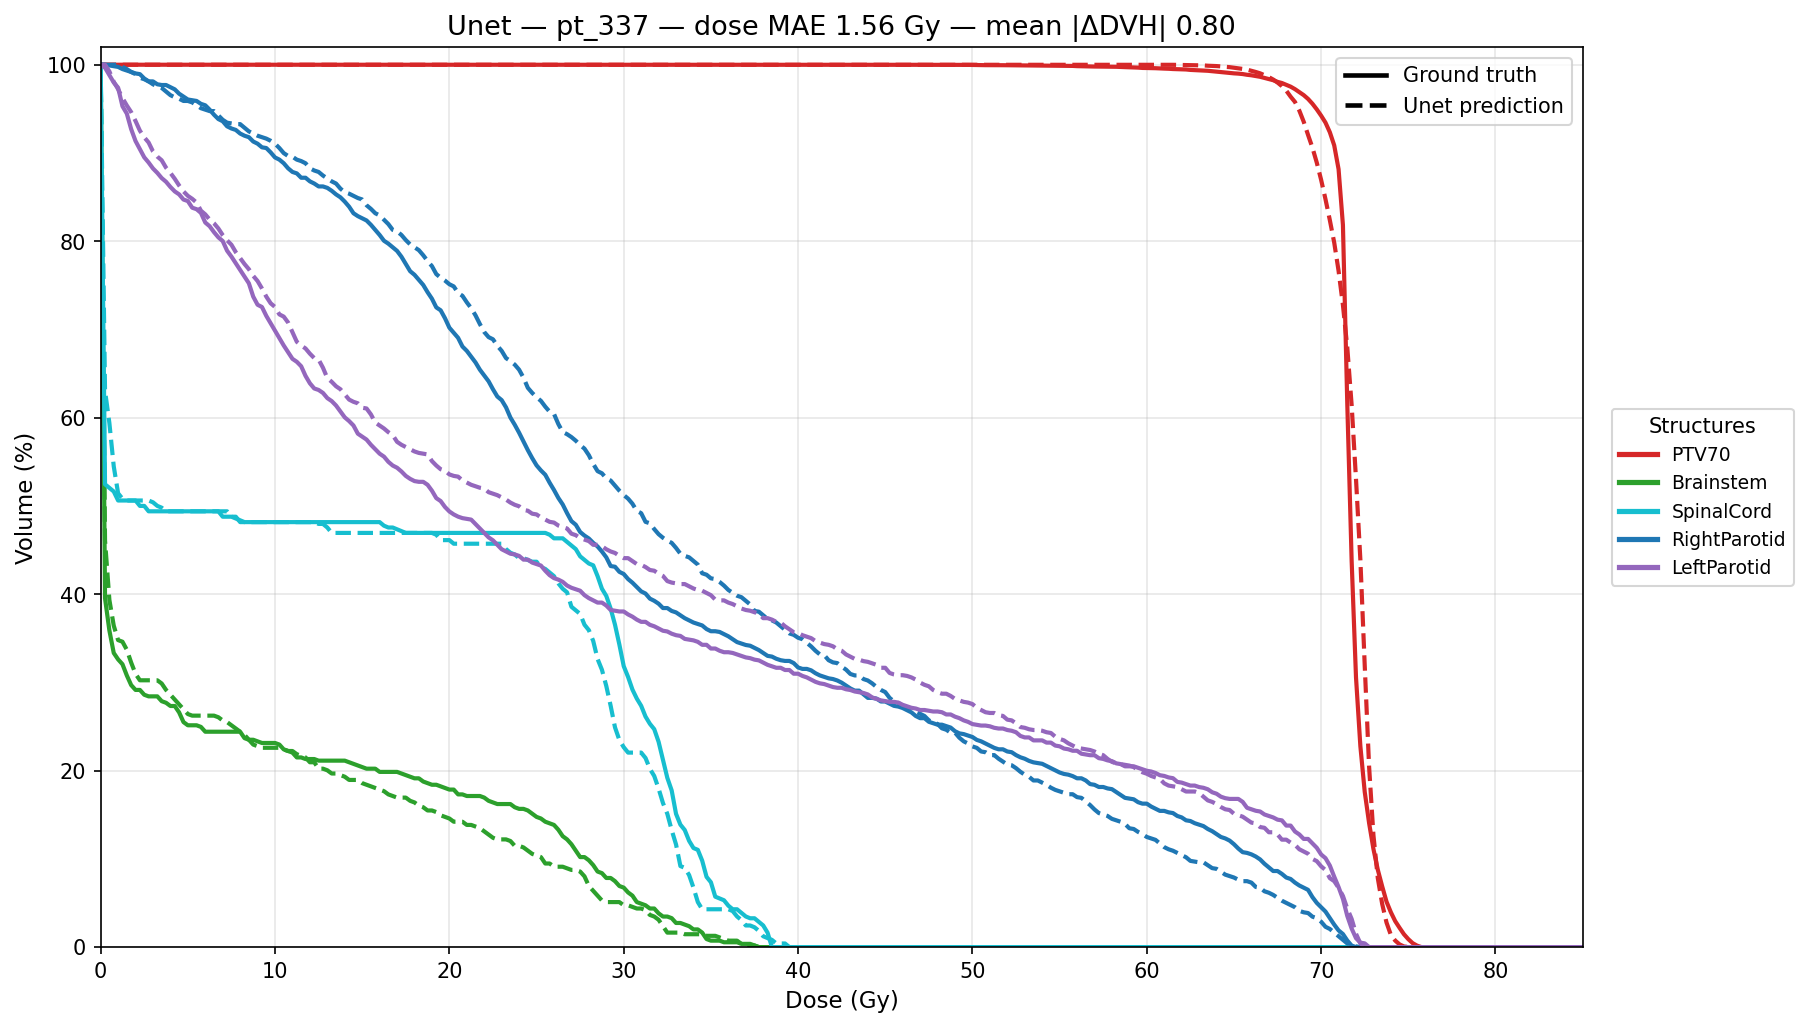 Unet — pt_337 — dose MAE 1.56 Gy — mean |ΔDVH| 0.80
Ground truth
Unet prediction
Volume (%)
100
80
60
40
20
0
0 10 20 30 40 50 60 70 80
Dose (Gy)
Structures
PTV70
Brainstem
SpinalCord
RightParotid
LeftParotid